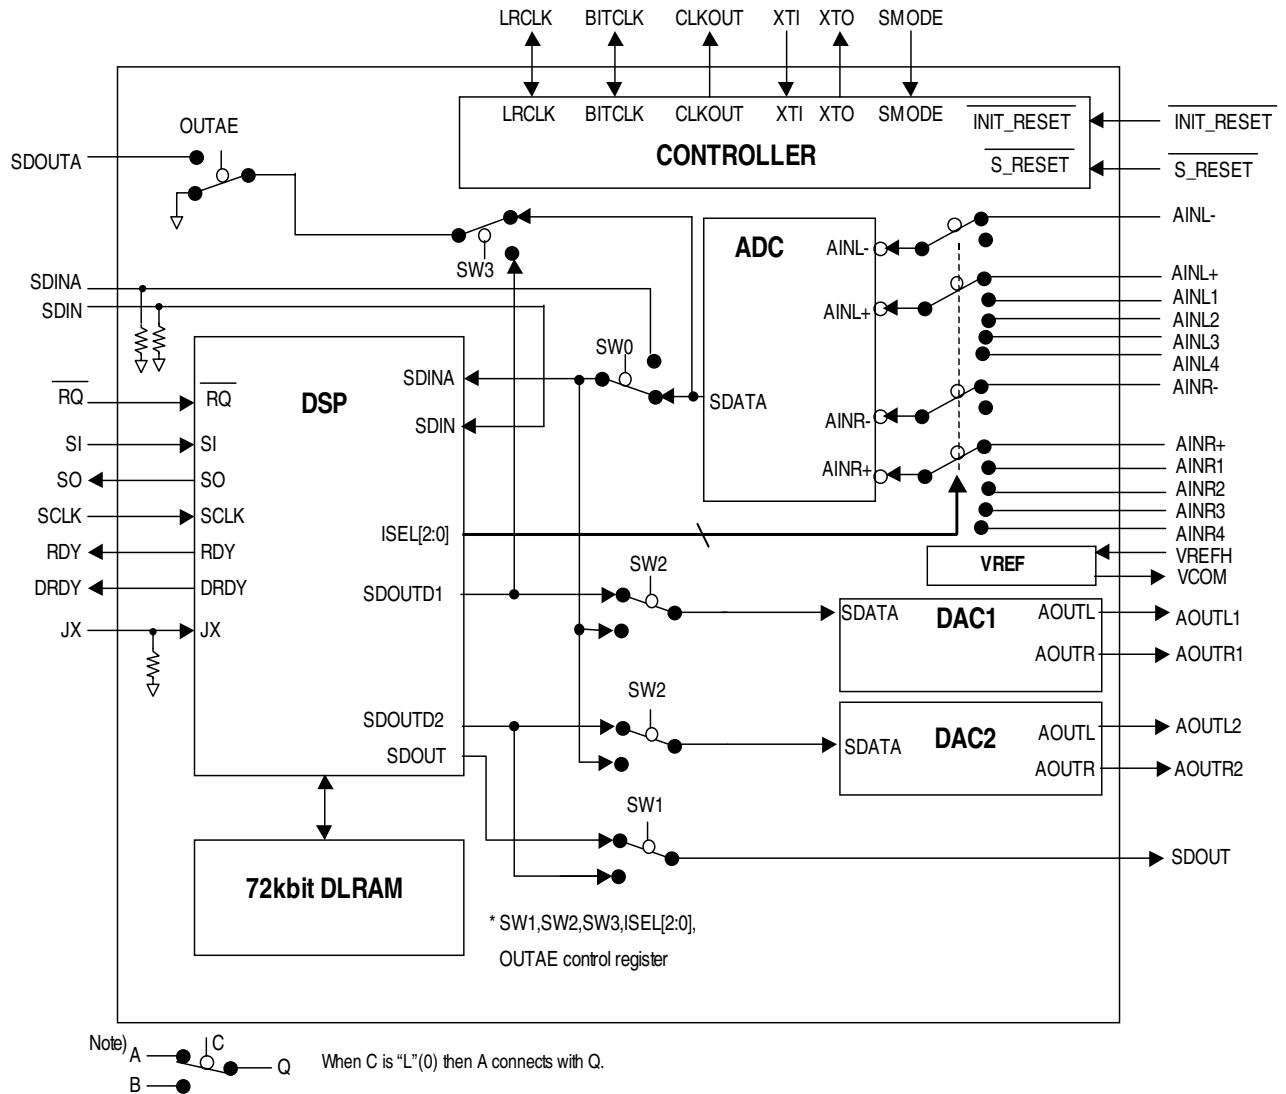 LRCLK BITCLK CLKOUT XTI XTO SMODE
LRCLK BITCLK CLKOUT XTI XTO SMODE
INIT_RESET
INIT_RESET
CONTROLLER
S_RESET
S_RESET
OUTAE
SDOUTA
SW3
ADC
AINL-
AINL+
AINR-
AINR+
SDATA
AINL-
AINL+
AINL1
AINL2
AINL3
AINL4
AINR-
AINR+
AINR1
AINR2
AINR3
AINR4
SDINA
SDIN
SW0
DSP
SDINA
SDIN
RQ
RQ
SI
SI
SO
SO
SCLK
SCLK
RDY
RDY
DRDY
DRDY
JX
JX
ISEL[2:0]
SDOUTD1
SDOUTD2
SDOUT
VREF
VREFH
VCOM
SW2
SDATA
DAC1
AOUTL
AOUTR
AOUTL1
AOUTR1
SW2
SDATA
DAC2
AOUTL
AOUTR
AOUTL2
AOUTR2
SW1
SDOUT
72kbit DLRAM
* SW1,SW2,SW3,ISEL[2:0],
OUTAE control register
Note) A C Q
B
When C is “L”(0) then A connects with Q.